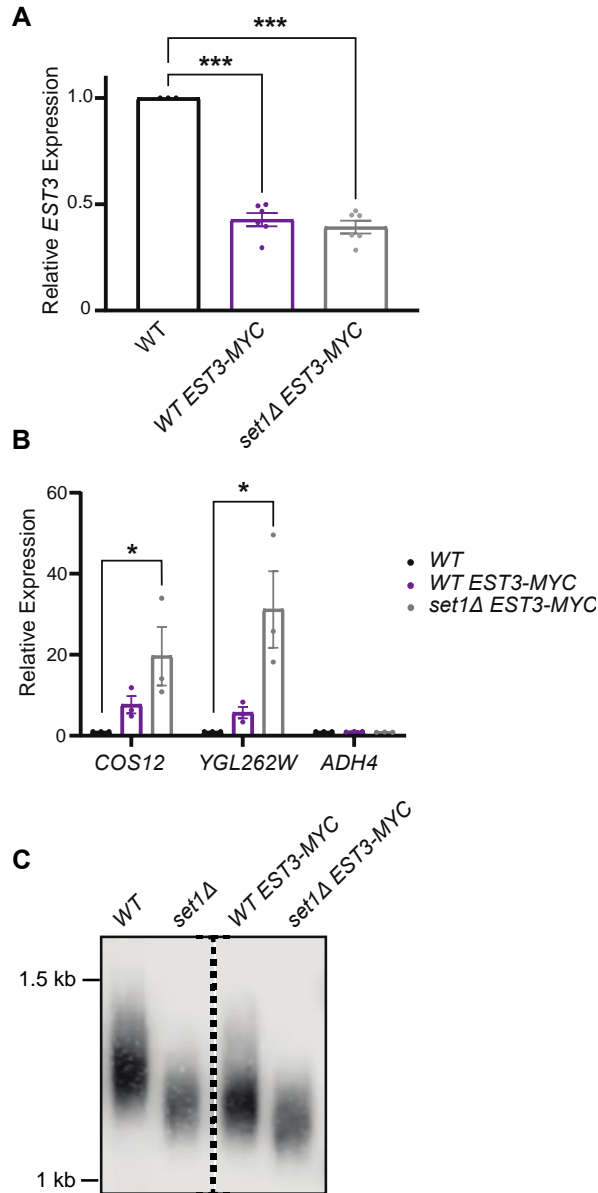 A
***
***
Relative EST3 Expression
1.0
0.5
0
WT
WT EST3-MYC
set1Δ EST3-MYC
B
Relative Expression
60
40
20
0
*
*
COS12
YGL262W
ADH4
WT
WT EST3-MYC
set1Δ EST3-MYC
C
WT
set1Δ
WT EST3-MYC
set1Δ EST3-MYC
1.5 kb
1 kb